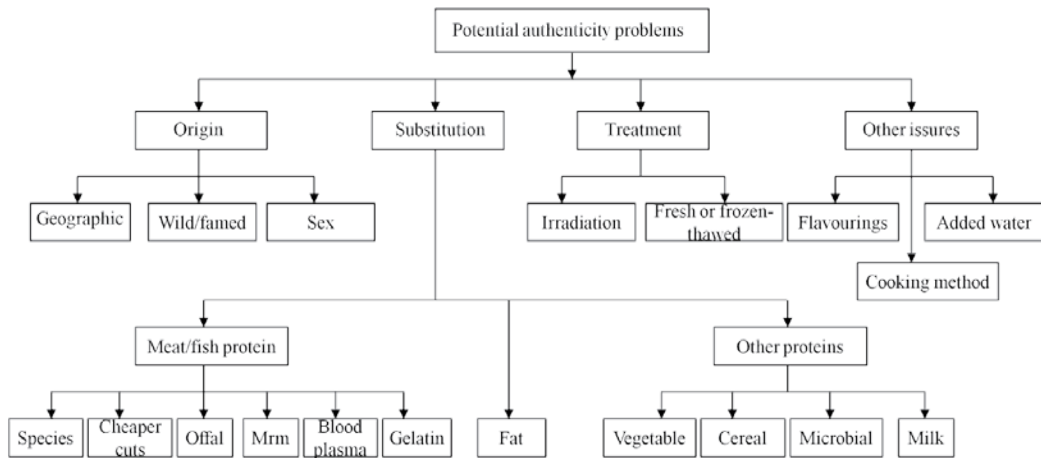 Potential authenticity problems
Origin
Substitution
Treatment
Other issures
Geographic
Wild/famed
Sex
Irradiation
Fresh or frozen-
thawed
Flavourings
Added water
Cooking method
Meat/fish protein
Other proteins
Species
Cheaper
cuts
Offal
Mrm
Blood
plasma
Gelatin
Fat
Vegetable
Cereal
Microbial
Milk